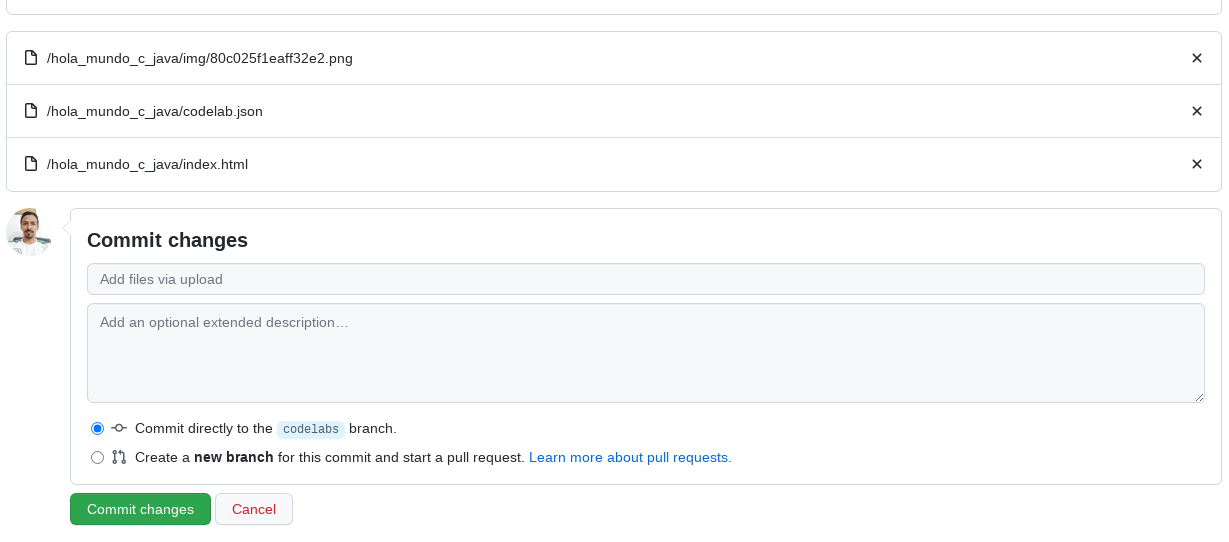 /hola_mundo_c_java/img/80c025f1eaff32e2.png
/hola_mundo_c_java/codelab.json
/hola_mundo_c_java/index.html
Commit changes
Add files via upload
Add an optional extended description…
Commit directly to the codelabs branch.
Create a new branch for this commit and start a pull request. Learn more about pull requests.
Commit changes Cancel